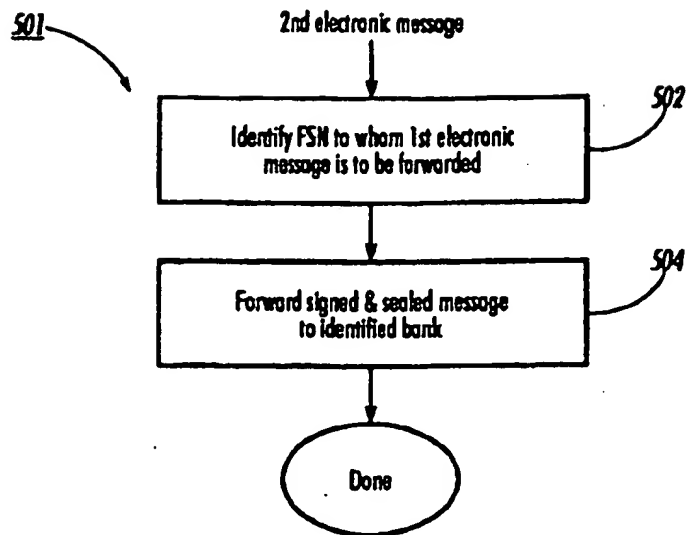 501
2nd electronic message
502
Identify FSN to whom 1st electronic
message is to be forwarded
504
Forward signed & sealed message
to identified bank
Done